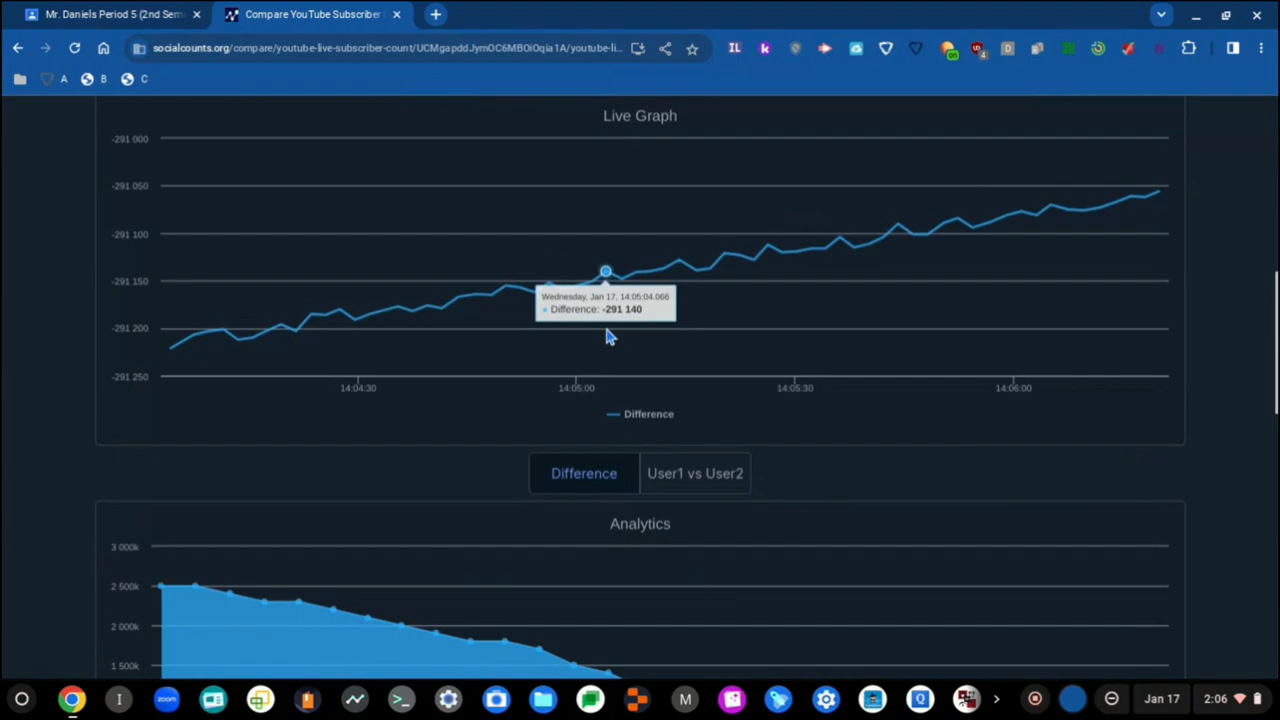 Mr. Daniels Period 5 (2nd Sem
Compare YouTube Subscriber
socialcounts.org/compare/youtube-live-subscriber-count/UCMgapddJymOC6MBOiOqia1A/youtube-li...
A
B
C
Live Graph
-291 000
-291 050
-291 100
-291 150
-291 200
-291 250
Wednesday, Jan 17, 14:05:04.066
Difference: -291 140
14:04:30
14:05:00
14:05:30
14:06:00
Difference
Difference
User1 vs User2
Analytics
3 000k
2 500k
2 000k
1 500k
zoom
I
M
Q
Jan 17
2:06